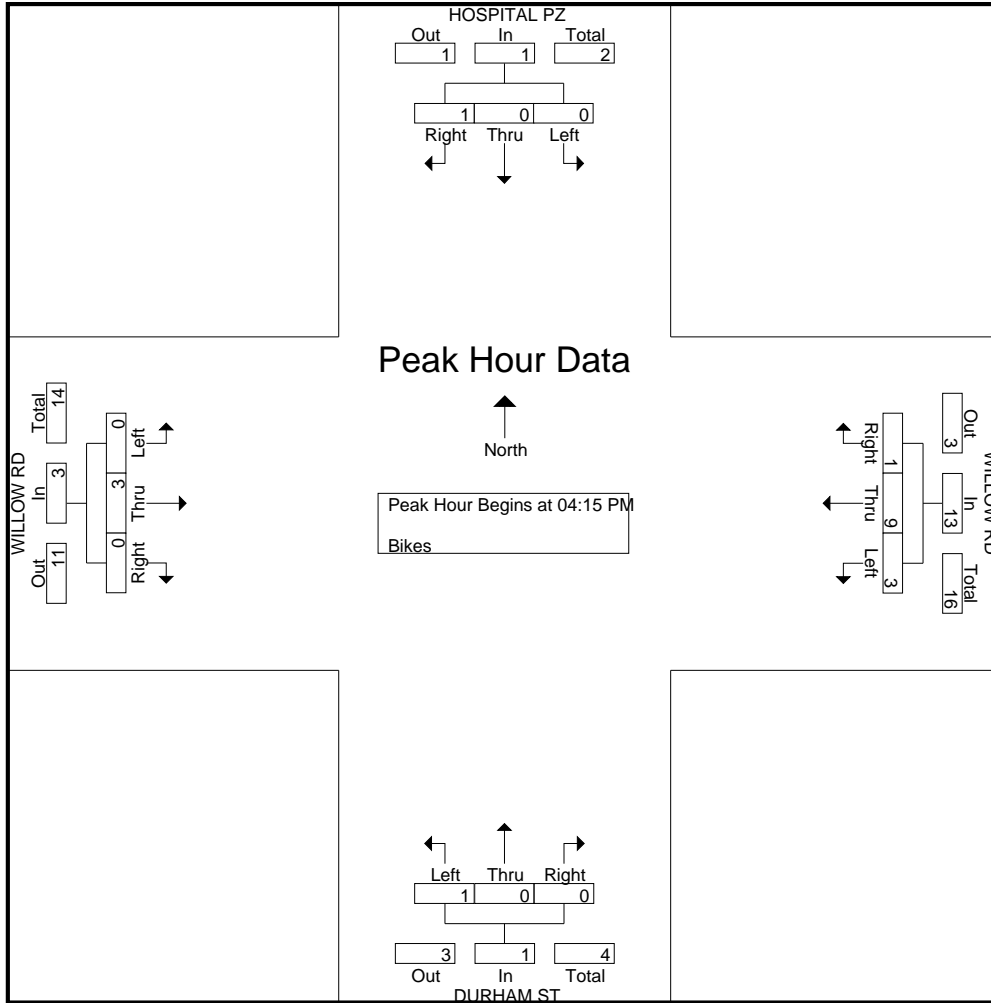 HOSPITAL PZ
Out In Total
1 1 2
1 0 0
Right Thru Left
Peak Hour Data
North
Peak Hour Begins at 04:15 PM
Bikes
WILLOW RD
Out In Total
11 3 14
Right Thru Left
0 3 0
WILLOW RD
Out In Total
3 13 16
Right Thru Left
1 9 3
Left Thru Right
1 0 0
3 1 4
Out In Total
DURHAM ST